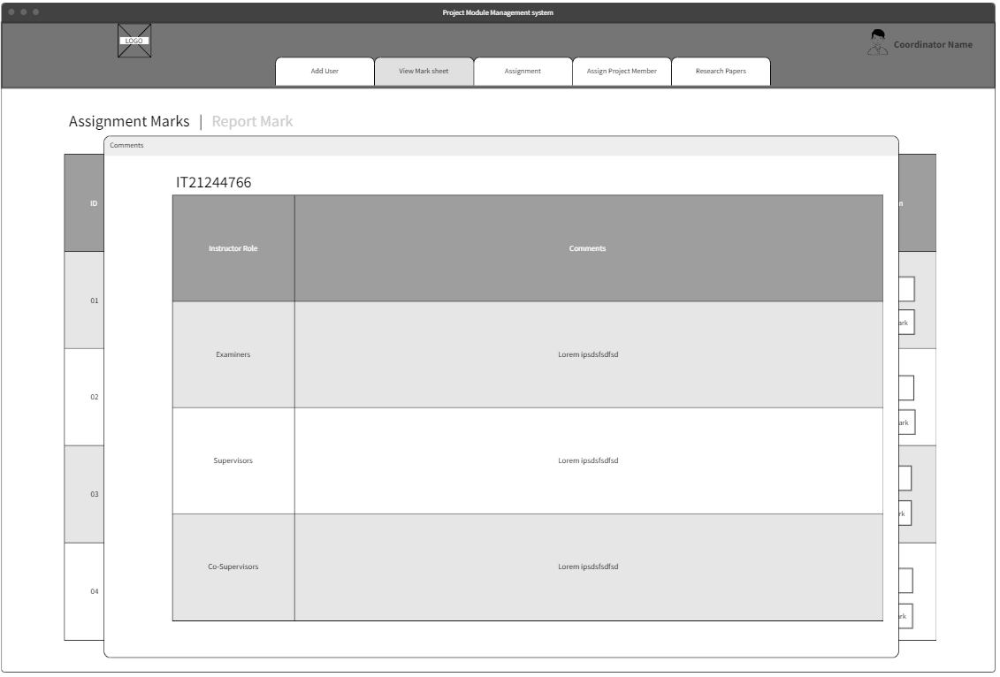 Project Module Management system
LOGO
Coordinator Name
Add User
View Mark sheet
Assignment
Assign Project Member
Research Papers
Assignment Marks | Report Mark
Comments
IT21244766
ID
Instructor Role
Comments
01
ark
Examiners
Lorem ipsdsfsdfsd
02
ark
Supervisors
Lorem ipsdsfsdfsd
03
rk
Co-Supervisors
Lorem ipsdsfsdfsd
04
rk